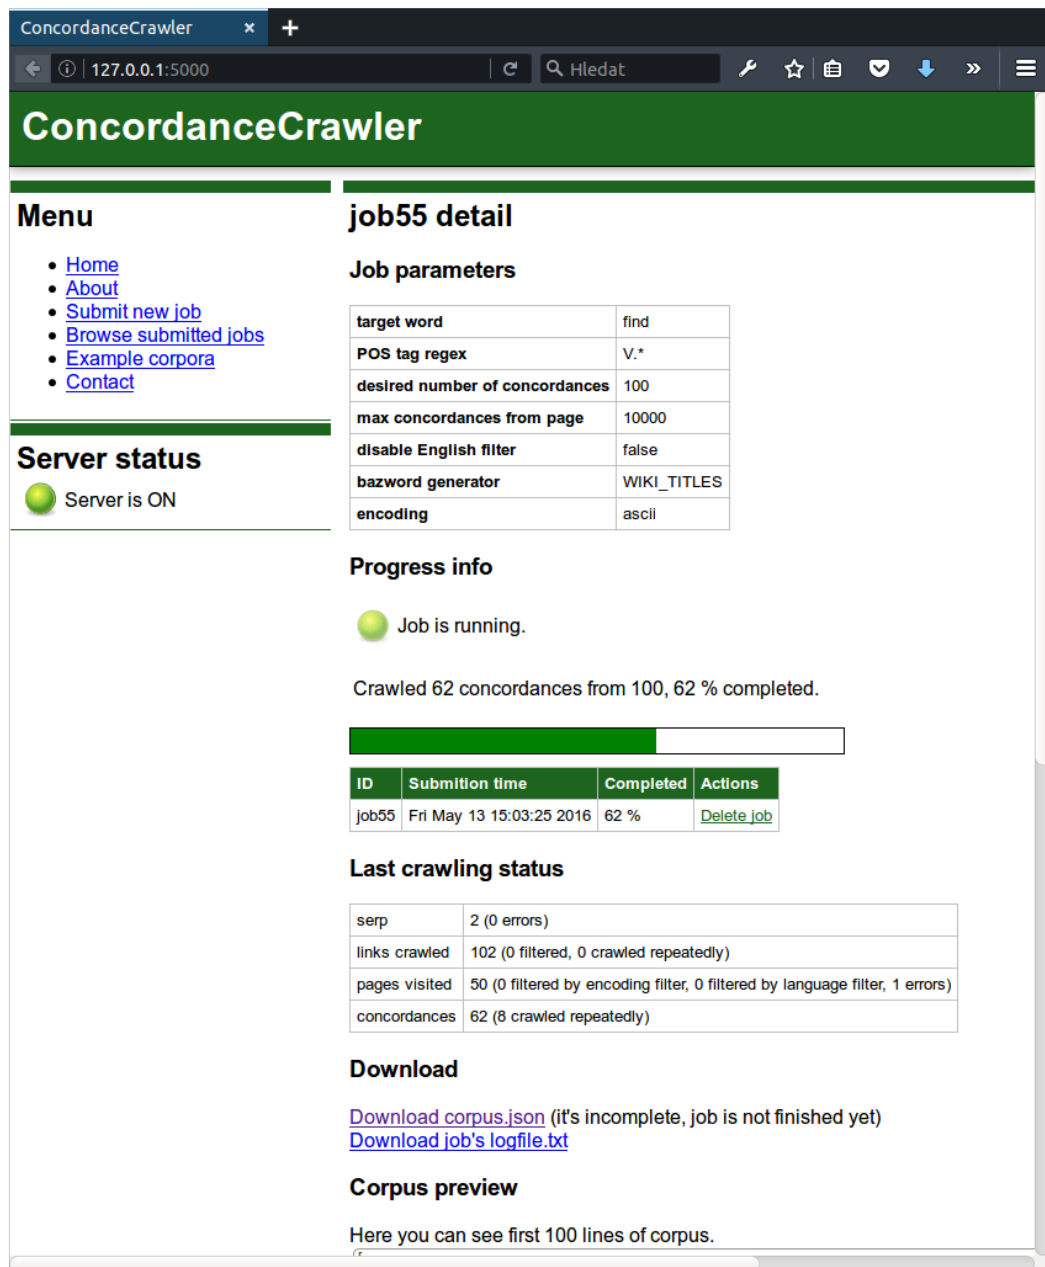 ConcordanceCrawler × +
127.0.0.1:5000 Hledat
ConcordanceCrawler
Menu
Home
About
Submit new job
Browse submitted jobs
Example corpora
Contact
Server status
Server is ON
job55 detail
Job parameters
target word find
POS tag regex V.*
desired number of concordances 100
max concordances from page 10000
disable English filter false
bazword generator WIKI_TITLES
encoding ascii
Progress info
Job is running.
Crawled 62 concordances from 100, 62 % completed.
ID Submition time Completed Actions
job55 Fri May 13 15:03:25 2016 62 % Delete job
Last crawling status
serp 2 (0 errors)
links crawled 102 (0 filtered, 0 crawled repeatedly)
pages visited 50 (0 filtered by encoding filter, 0 filtered by language filter, 1 errors)
concordances 62 (8 crawled repeatedly)
Download
Download corpus.json (it's incomplete, job is not finished yet)
Download job's logfile.txt
Corpus preview
Here you can see first 100 lines of corpus.